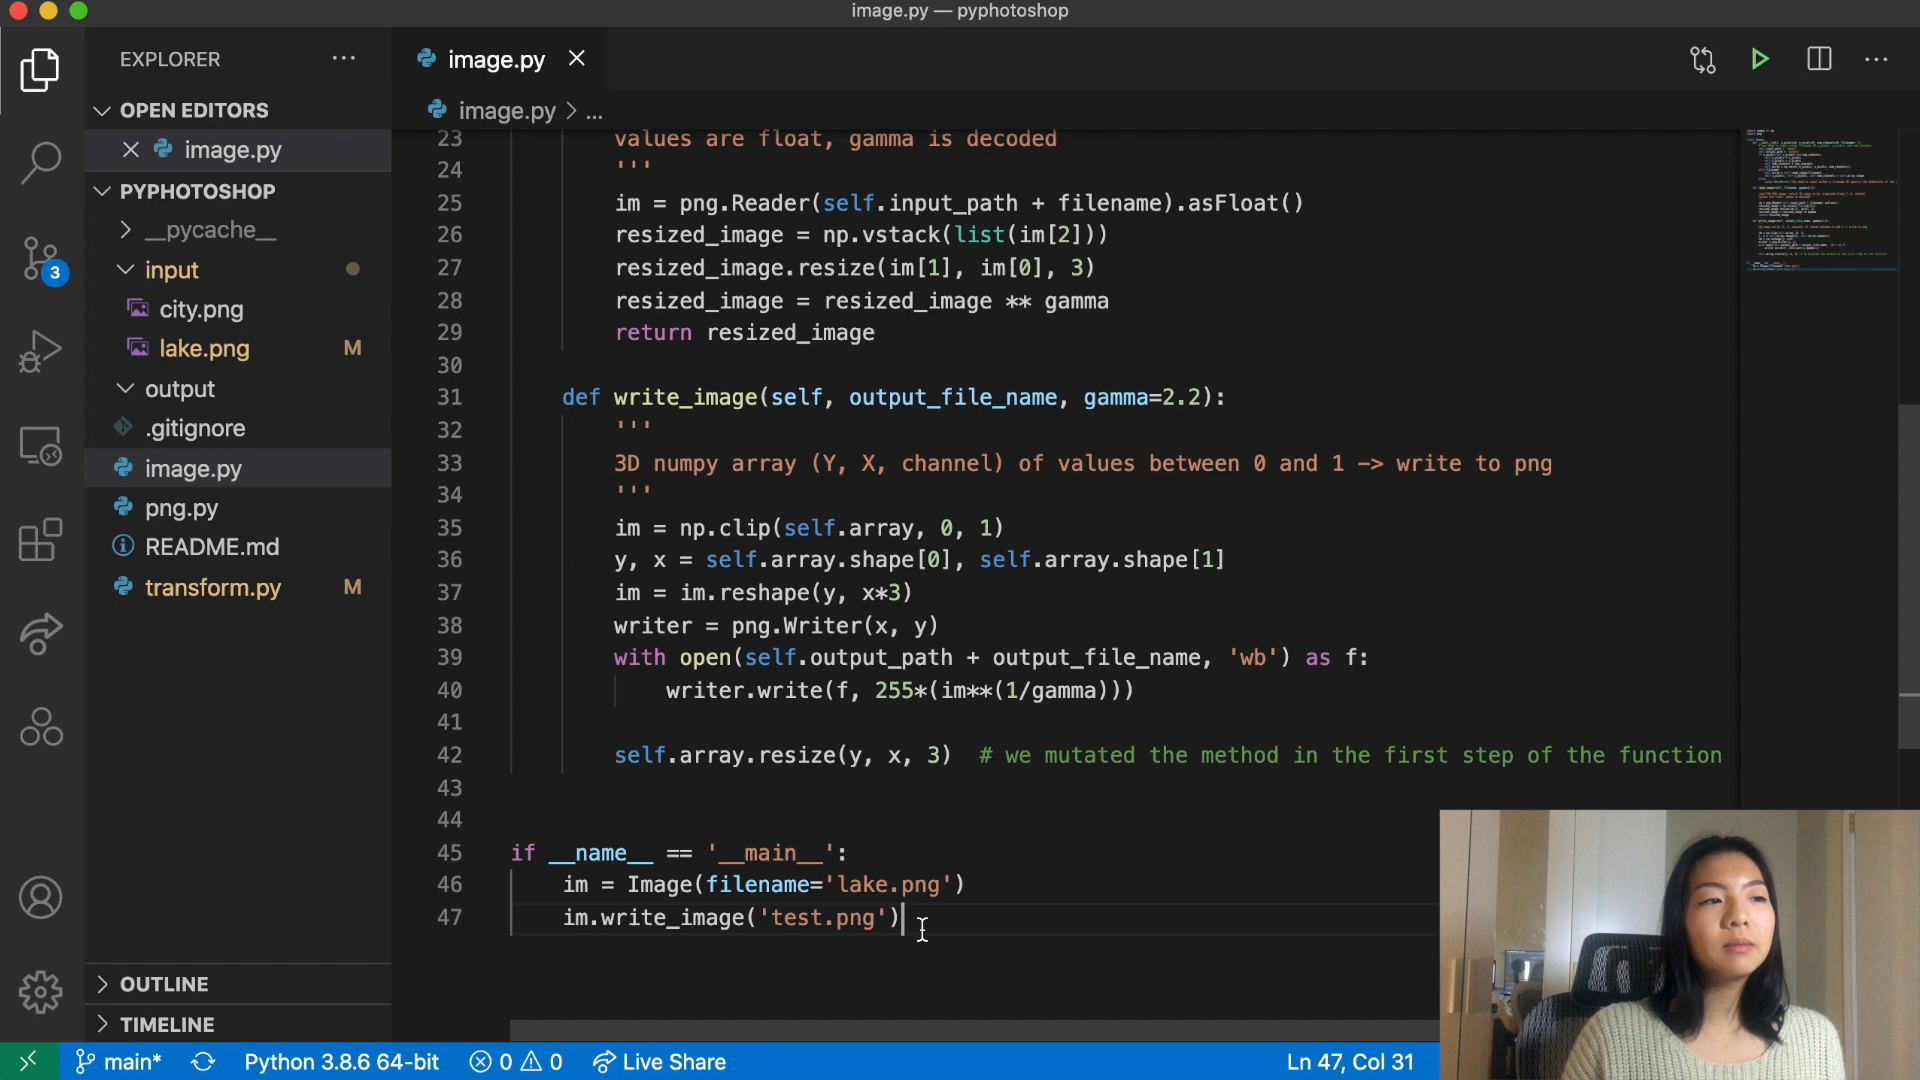 image.py — pyphotoshop
EXPLORER
OPEN EDITORS
image.py
PYPHOTOSHOP
__pycache__
input
city.png
lake.png M
output
.gitignore
image.py
png.py
README.md
transform.py M
OUTLINE
TIMELINE
3
image.py
image.py > ...
23 values are float, gamma is decoded
24 '''
25 im = png.Reader(self.input_path + filename).asFloat()
26 resized_image = np.vstack(list(im[2]))
27 resized_image.resize(im[1], im[0], 3)
28 resized_image = resized_image ** gamma
29 return resized_image
30
31 def write_image(self, output_file_name, gamma=2.2):
32 '''
33 3D numpy array (Y, X, channel) of values between 0 and 1 -> write to png
34 '''
35 im = np.clip(self.array, 0, 1)
36 y, x = self.array.shape[0], self.array.shape[1]
37 im = im.reshape(y, x*3)
38 writer = png.Writer(x, y)
39 with open(self.output_path + output_file_name, 'wb') as f:
40 writer.write(f, 255*(im**(1/gamma)))
41
42 self.array.resize(y, x, 3) # we mutated the method in the first step of the function
43
44
45 if __name__ == '__main__':
46 im = Image(filename='lake.png')
47 im.write_image('test.png')
main* Python 3.8.6 64-bit 0 0 Live Share Ln 47, Col 31